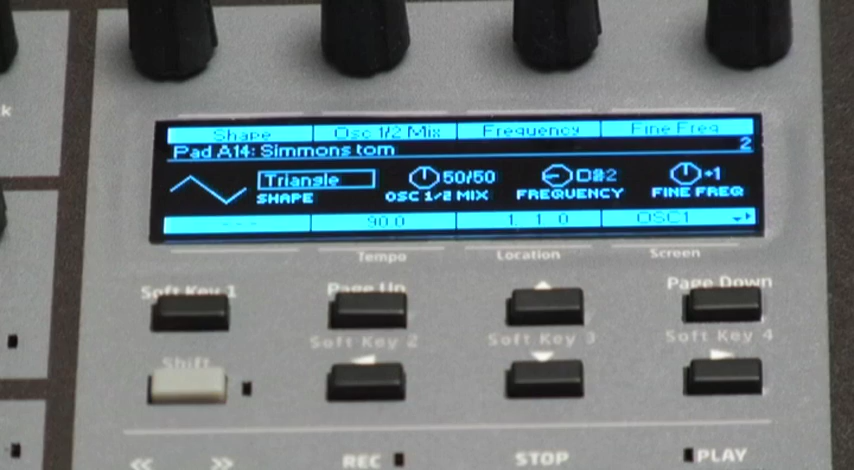 k
Shape Osc 1/2 Mix Frequency Fine Freq
Pad A14: Simmons tom 2
Triangle 50/50 D#2 +1
SHAPE OSC 1/2 MIX FREQUENCY FINE FREQ
--- 90.0 1. 1. 0 OSC1
Tempo Location Screen
Soft Key 1 Page Up Page Down
Soft Key 2 Soft Key 3 Soft Key 4
Shift
<< >> REC STOP PLAY